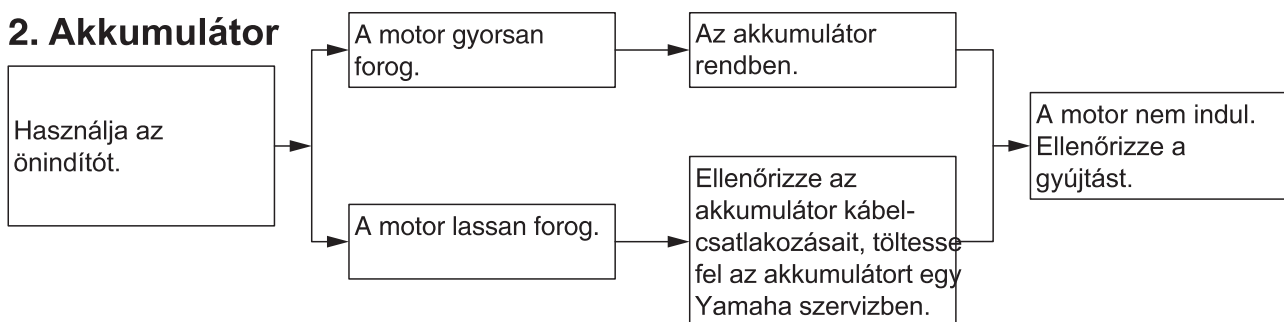 2. Akkumulátor
Használja az
önindítót.
A motor gyorsan
forog.
Az akkumulátor
rendben.
A motor lassan forog.
Ellenőrizze az
akkumulátor kábel-
csatlakozásait, töltesse
fel az akkumulátort egy
Yamaha szervizben.
A motor nem indul.
Ellenőrizze a
gyújtást.